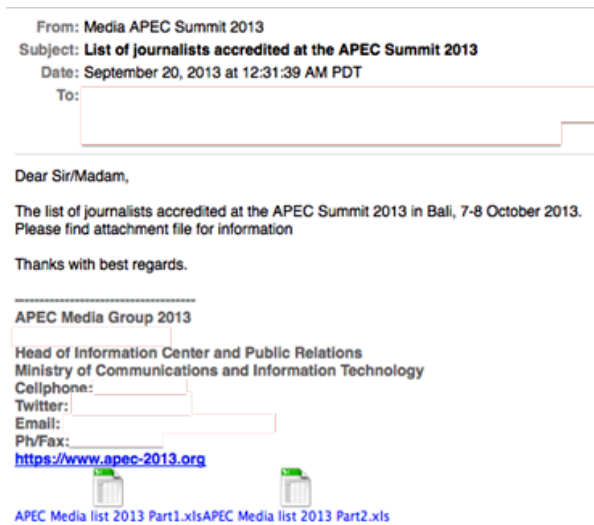 From: Media APEC Summit 2013
Subject: List of journalists accredited at the APEC Summit 2013
Date: September 20, 2013 at 12:31:39 AM PDT
To:
Dear Sir/Madam,
The list of journalists accredited at the APEC Summit 2013 in Bali, 7-8 October 2013.
Please find attachment file for information
Thanks with best regards.
------------------------------------
APEC Media Group 2013
Head of Information Center and Public Relations
Ministry of Communications and Information Technology
Cellphone:
Twitter:
Email:
Ph/Fax:
https://www.apec-2013.org
APEC Media list 2013 Part1.xlsAPEC Media list 2013 Part2.xls